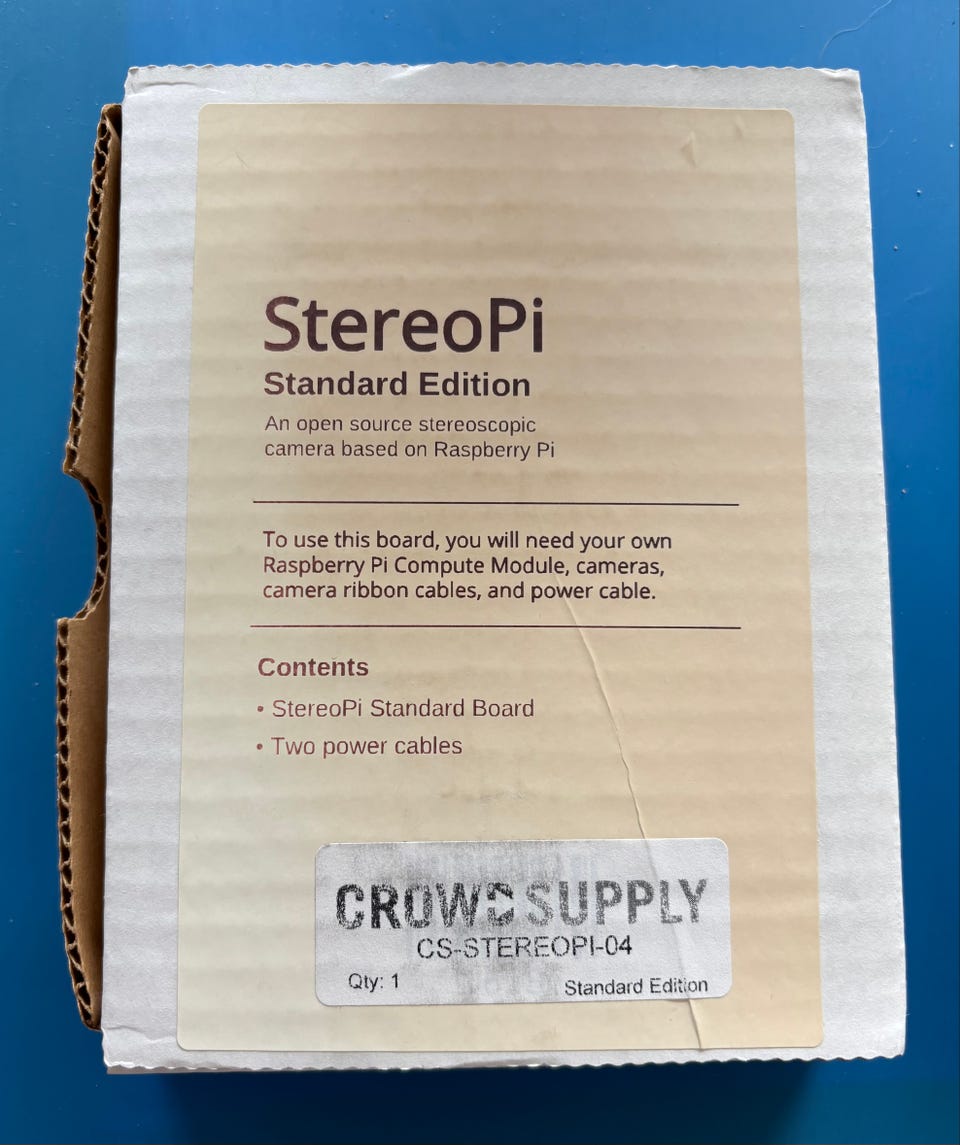 StereoPi
Standard Edition
An open source stereoscopic
camera based on Raspberry Pi
To use this board, you will need your own
Raspberry Pi Compute Module, cameras,
camera ribbon cables, and power cable.
Contents
• StereoPi Standard Board
• Two power cables
CROWD SUPPLY
CS-STEREOPI-04
Qty: 1
Standard Edition